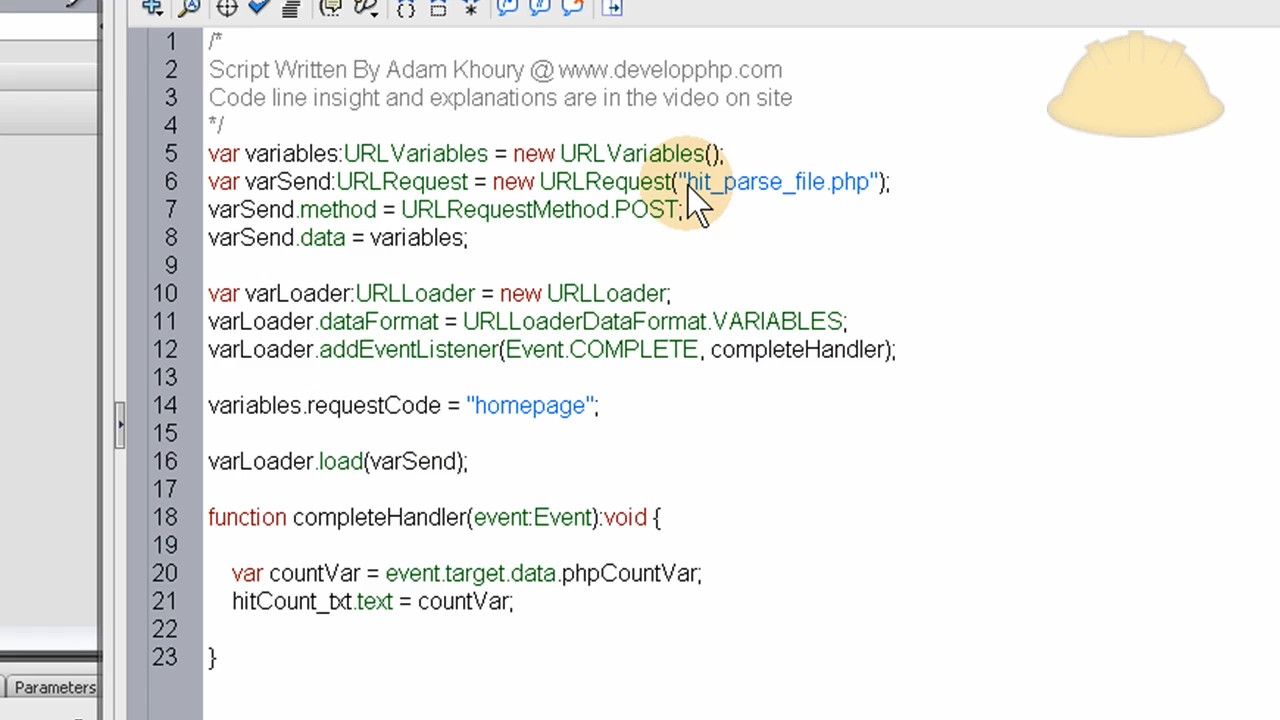 1 /*
2 Script Written By Adam Khoury @ www.developphp.com
3 Code line insight and explanations are in the video on site
4 */
5 var variables:URLVariables = new URLVariables();
6 var varSend:URLRequest = new URLRequest("hit_parse_file.php");
7 varSend.method = URLRequestMethod.POST;
8 varSend.data = variables;
9
10 var varLoader:URLLoader = new URLLoader;
11 varLoader.dataFormat = URLLoaderDataFormat.VARIABLES;
12 varLoader.addEventListener(Event.COMPLETE, completeHandler);
13
14 variables.requestCode = "homepage";
15
16 varLoader.load(varSend);
17
18 function completeHandler(event:Event):void {
19
20 var countVar = event.target.data.phpCountVar;
21 hitCount_txt.text = countVar;
22
23 }
Parameters